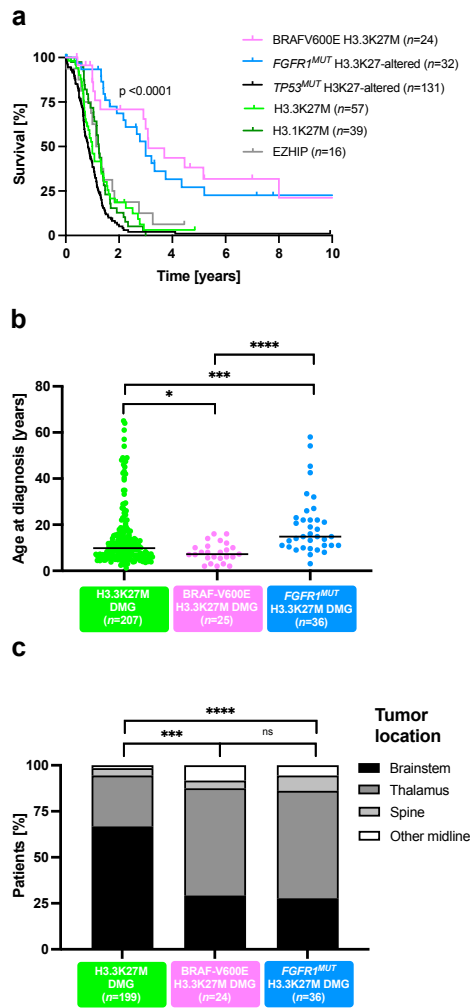 a
Survival [%]
100
75
50
25
0
0
2
4
6
8
10
Time [years]
p <0.0001
BRAFV600E H3.3K27M (n=24)
FGFR1MUT H3.3K27-altered (n=32)
TP53MUT H3K27-altered (n=131)
H3.3K27M (n=57)
H3.1K27M (n=39)
EZHIP (n=16)
b
****
***
*
Age at diagnosis [years]
80
60
40
20
0
H3.3K27M
DMG
(n=207)
BRAF-V600E
H3.3K27M DMG
(n=25)
FGFR1MUT
H3.3K27M DMG
(n=36)
c
****
***
ns
Patients [%]
100
75
50
25
0
Tumor
location
Brainstem
Thalamus
Spine
Other midline
H3.3K27M
DMG
(n=199)
BRAF-V600E
H3.3K27M DMG
(n=24)
FGFR1MUT
H3.3K27M DMG
(n=36)